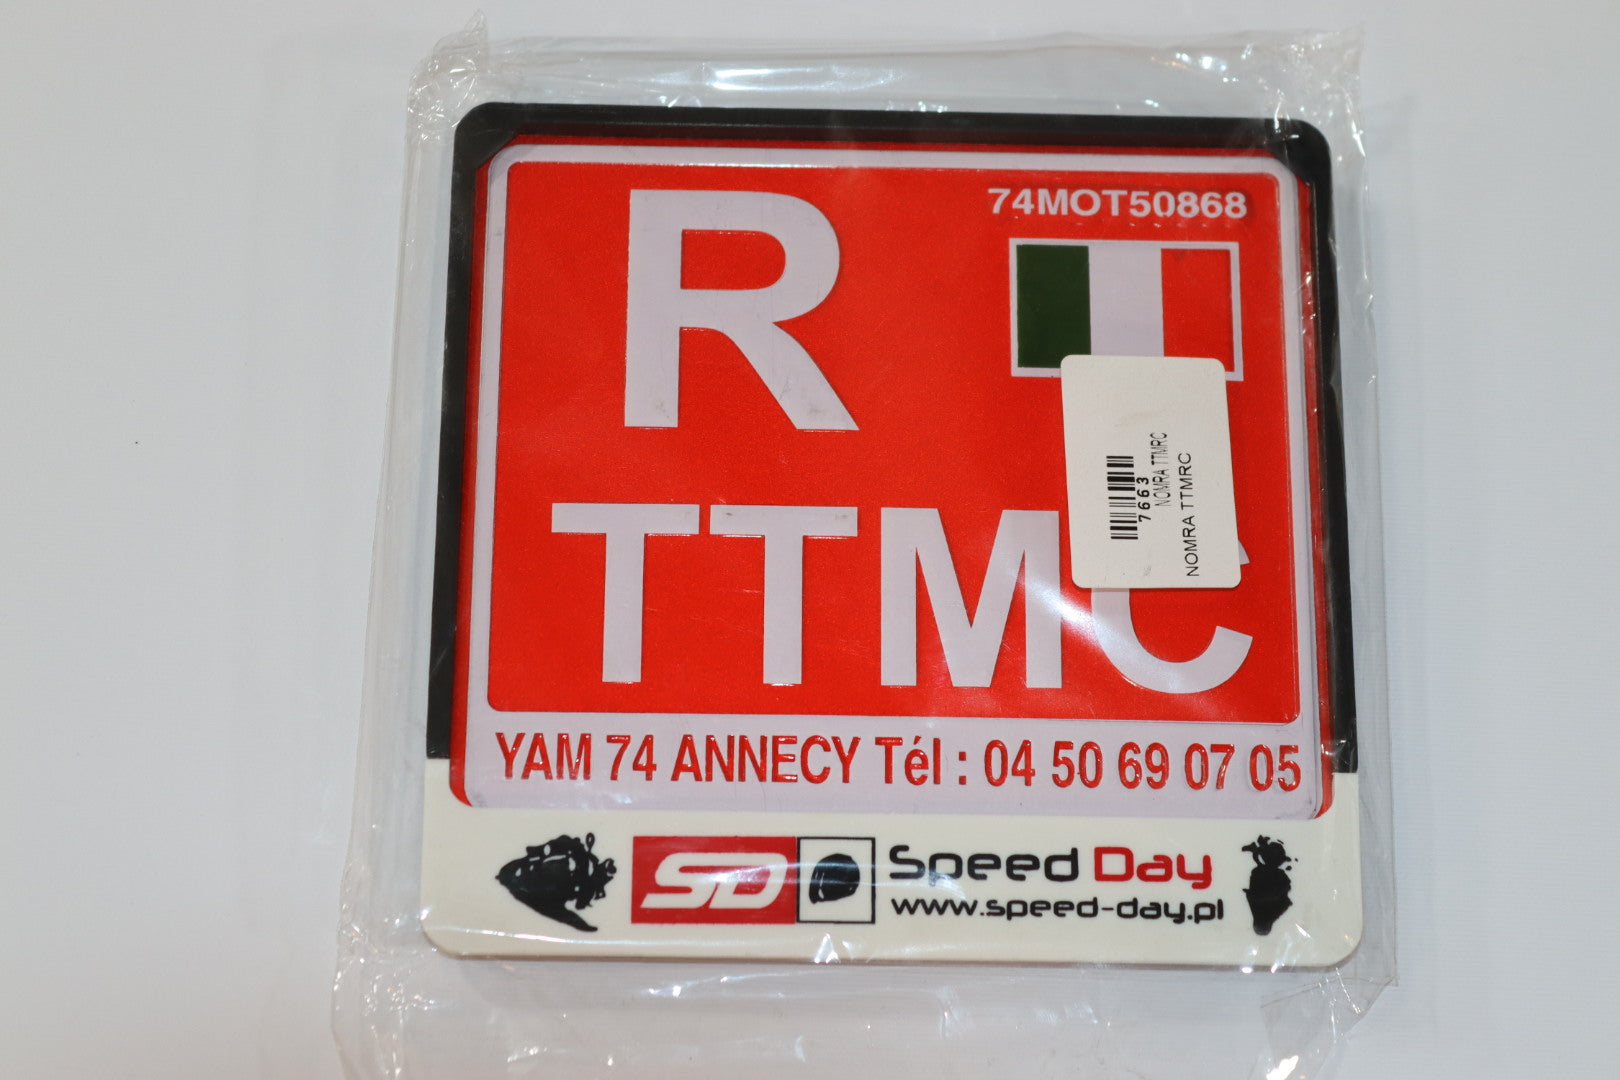 R
74MOT50868
TTMC
7663
NOMRA TTMRC
NOMRA TTMRC
YAM 74 ANNECY Tél : 04 50 69 07 05
SD
Speed Day
www.speed-day.pl